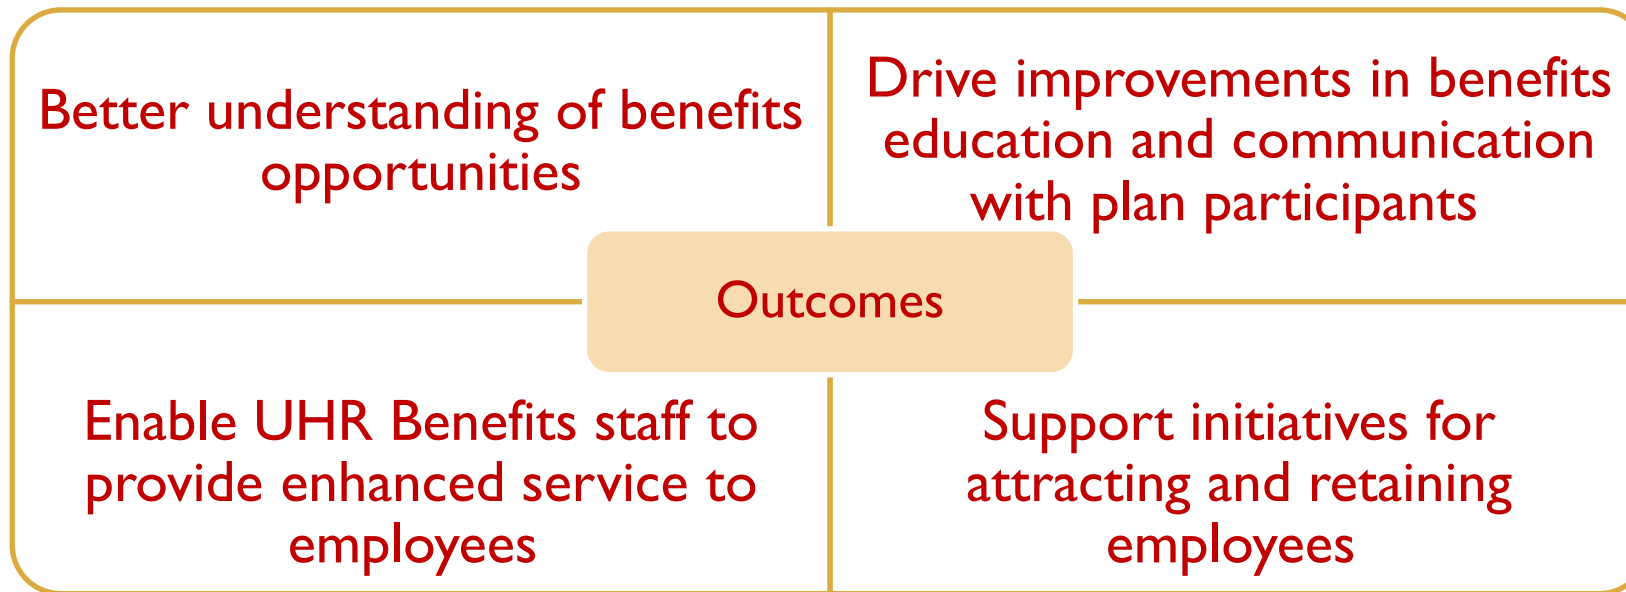 Better understanding of benefits
opportunities
Drive improvements in benefits
education and communication
with plan participants
Outcomes
Enable UHR Benefits staff to
provide enhanced service to
employees
Support initiatives for
attracting and retaining
employees